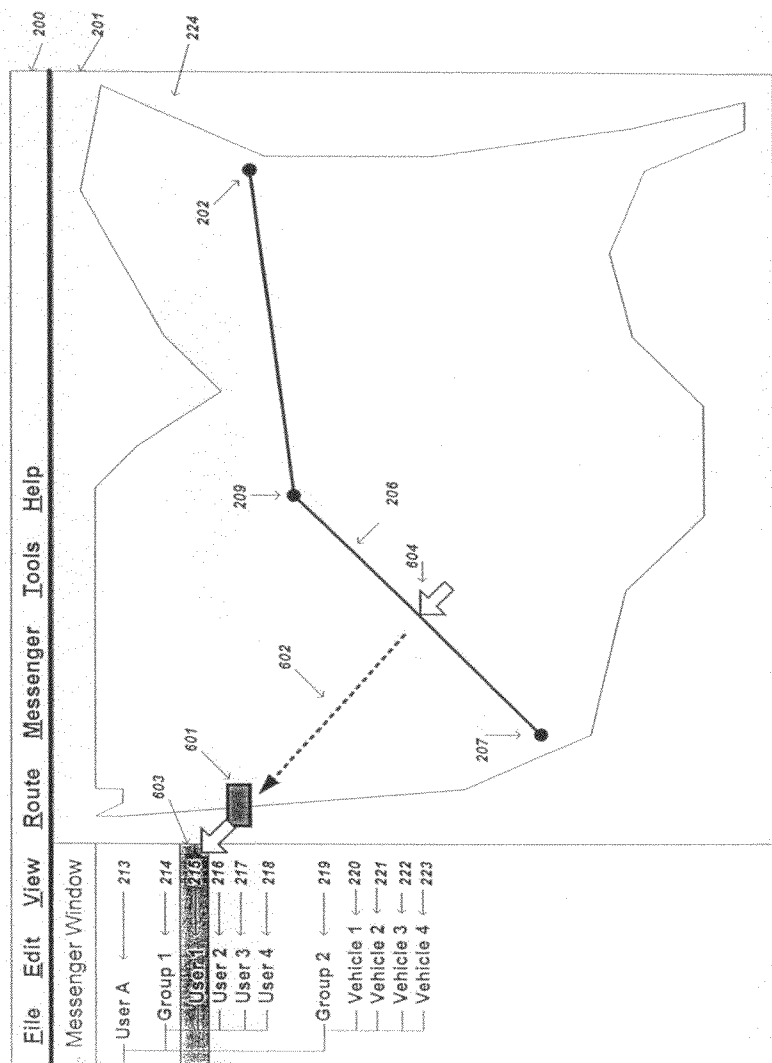 File Edit View Route Messenger Tools Help
200
201
224
Messenger Window
User A 213
Group 1 214
User 1 215
User 2 216
User 3 217
User 4 218
Group 2 219
Vehicle 1 220
Vehicle 2 221
Vehicle 3 222
Vehicle 4 223
603
601
602
604
206
209
202
207